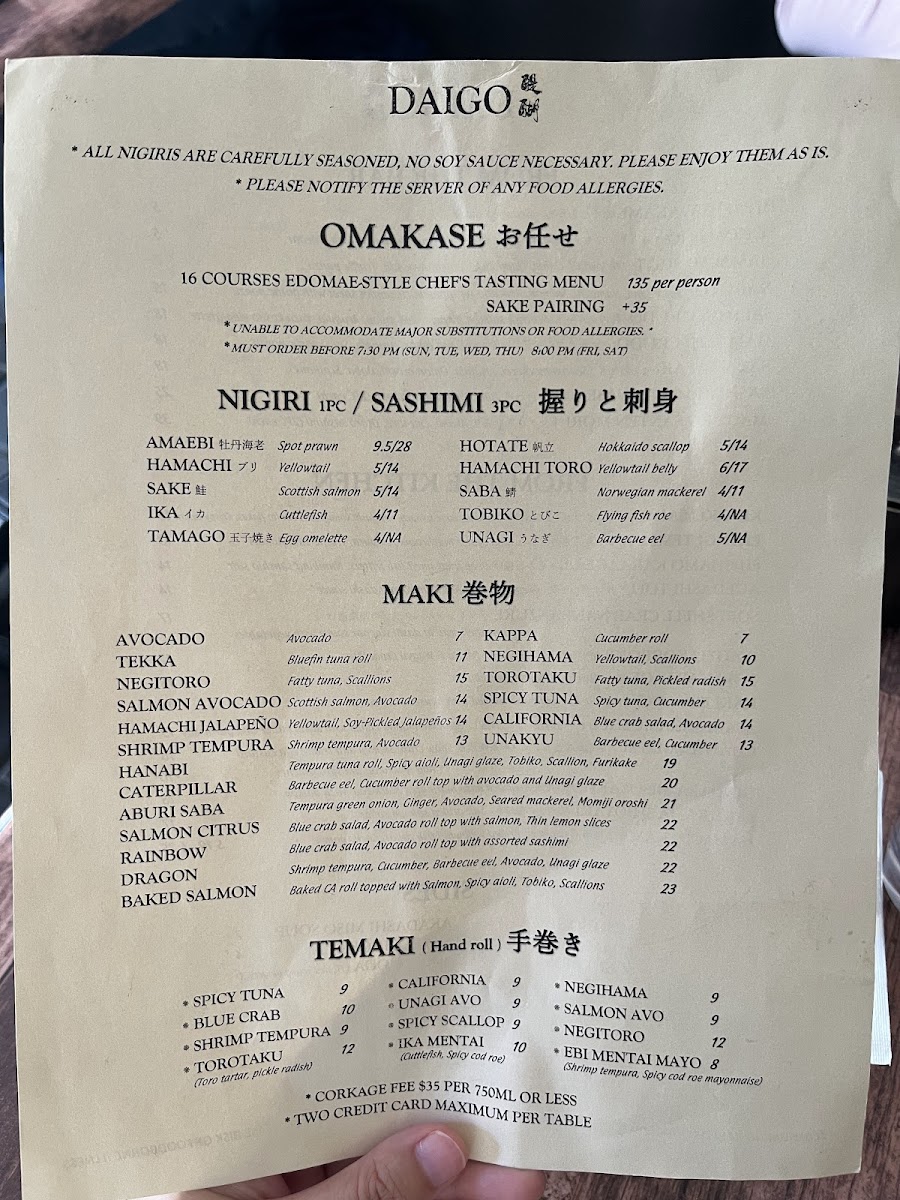 DAIGO 醍醐
* ALL NIGIRIS ARE CAREFULLY SEASONED, NO SOY SAUCE NECESSARY. PLEASE ENJOY THEM AS IS.
* PLEASE NOTIFY THE SERVER OF ANY FOOD ALLERGIES.
OMAKASE お任せ
16 COURSES EDOMAE-STYLE CHEF'S TASTING MENU 135 per person
SAKE PAIRING +35
* UNABLE TO ACCOMMODATE MAJOR SUBSTITUTIONS OR FOOD ALLERGIES. *
* MUST ORDER BEFORE 7:30 PM (SUN, TUE, WED, THU) 8:00 PM (FRI, SAT)
NIGIRI 1PC / SASHIMI 3PC 握りと刺身
AMAEBI 牡丹海老 Spot prawn 9.5/28 HOTATE 帆立 Hokkaido scallop 5/14
HAMACHI ブリ Yellowtail 5/14 HAMACHI TORO Yellowtail belly 6/17
SAKE 鮭 Scottish salmon 5/14 SABA 鯖 Norwegian mackerel 4/11
IKA イカ Cuttlefish 4/11 TOBIKO とびこ Flying fish roe 4/NA
TAMAGO 玉子焼き Egg omelette 4/NA UNAGI うなぎ Barbecue eel 5/NA
MAKI 巻物
AVOCADO Avocado 7 KAPPA Cucumber roll 7
TEKKA Bluefin tuna roll 11 NEGIHAMA Yellowtail, Scallions 10
NEGITORO Fatty tuna, Scallions 15 TOROTAKU Fatty tuna, Pickled radish 15
SALMON AVOCADO Scottish salmon, Avocado 14 SPICY TUNA Spicy tuna, Cucumber 14
HAMACHI JALAPEÑO Yellowtail, Soy-Pickled Jalapeños 14 CALIFORNIA Blue crab salad, Avocado 14
SHRIMP TEMPURA Shrimp tempura, Avocado 13 UNAKYU Barbecue eel, Cucumber 13
HANABI Tempura tuna roll, Spicy aioli, Unagi glaze, Tobiko, Scallion, Furikake 19
CATERPILLAR Barbecue eel, Cucumber roll top with avocado and Unagi glaze 20
ABURI SABA Tempura green onion, Ginger, Avocado, Seared mackerel, Momiji oroshi 21
SALMON CITRUS Blue crab salad, Avocado roll top with salmon, Thin lemon slices 22
RAINBOW Blue crab salad, Avocado roll top with assorted sashimi 22
DRAGON Shrimp tempura, Cucumber, Barbecue eel, Avocado, Unagi glaze 22
BAKED SALMON Baked CA roll topped with Salmon, Spicy aioli, Tobiko, Scallions 23
TEMAKI ( Hand roll ) 手巻き
* SPICY TUNA 9 * CALIFORNIA 9 * NEGIHAMA 9
* BLUE CRAB 10 * UNAGI AVO 9 * SALMON AVO 9
* SHRIMP TEMPURA 9 * SPICY SCALLOP 9 * NEGITORO 12
* TOROTAKU 12 * IKA MENTAI 10 * EBI MENTAI MAYO 8
(Toro tartar, pickle radish) (Cuttlefish, Spicy cod roe) (Shrimp tempura, Spicy cod roe mayonnaise)
* CORKAGE FEE $35 PER 750ML OR LESS
* TWO CREDIT CARD MAXIMUM PER TABLE